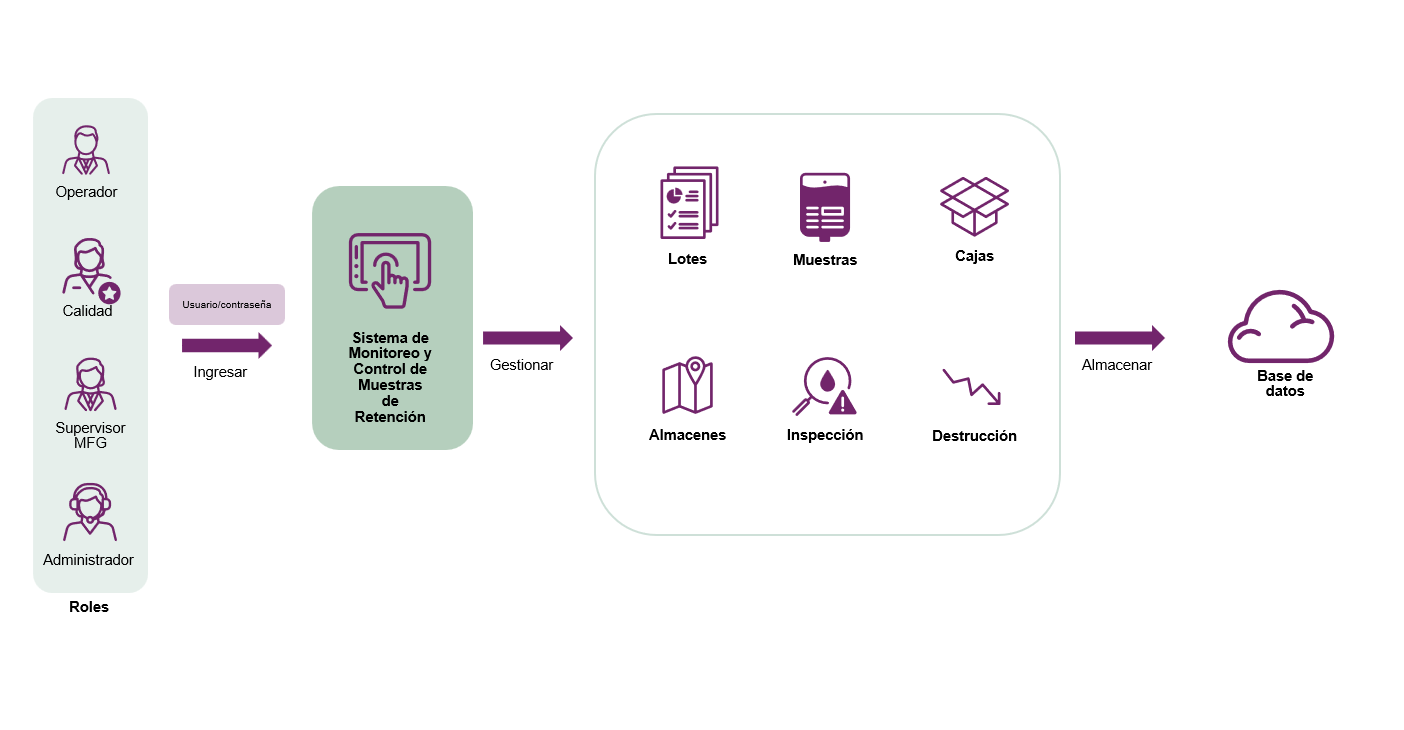 Operador
Calidad
Supervisor
MFG
Administrador
Roles
Usuario/contraseña
Ingresar
Sistema de
Monitoreo y
Control de
Muestras
de
Retención
Gestionar
Lotes
Muestras
Cajas
Almacenes
Inspección
Destrucción
Almacenar
Base de
datos